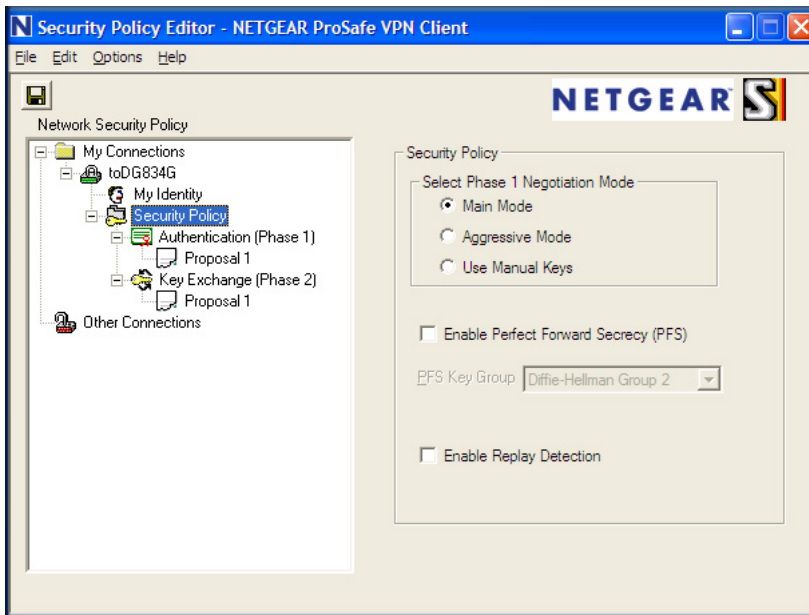 Security Policy Editor - NETGEAR ProSafe VPN Client
File Edit Options Help
NETGEAR
Network Security Policy
My Connections
toDG834G
My Identity
Security Policy
Authentication (Phase 1)
Proposal 1
Key Exchange (Phase 2)
Proposal 1
Other Connections
Security Policy
Select Phase 1 Negotiation Mode
Main Mode
Aggressive Mode
Use Manual Keys
Enable Perfect Forward Secrecy (PFS)
PFS Key Group Diffie-Hellman Group 2
Enable Replay Detection